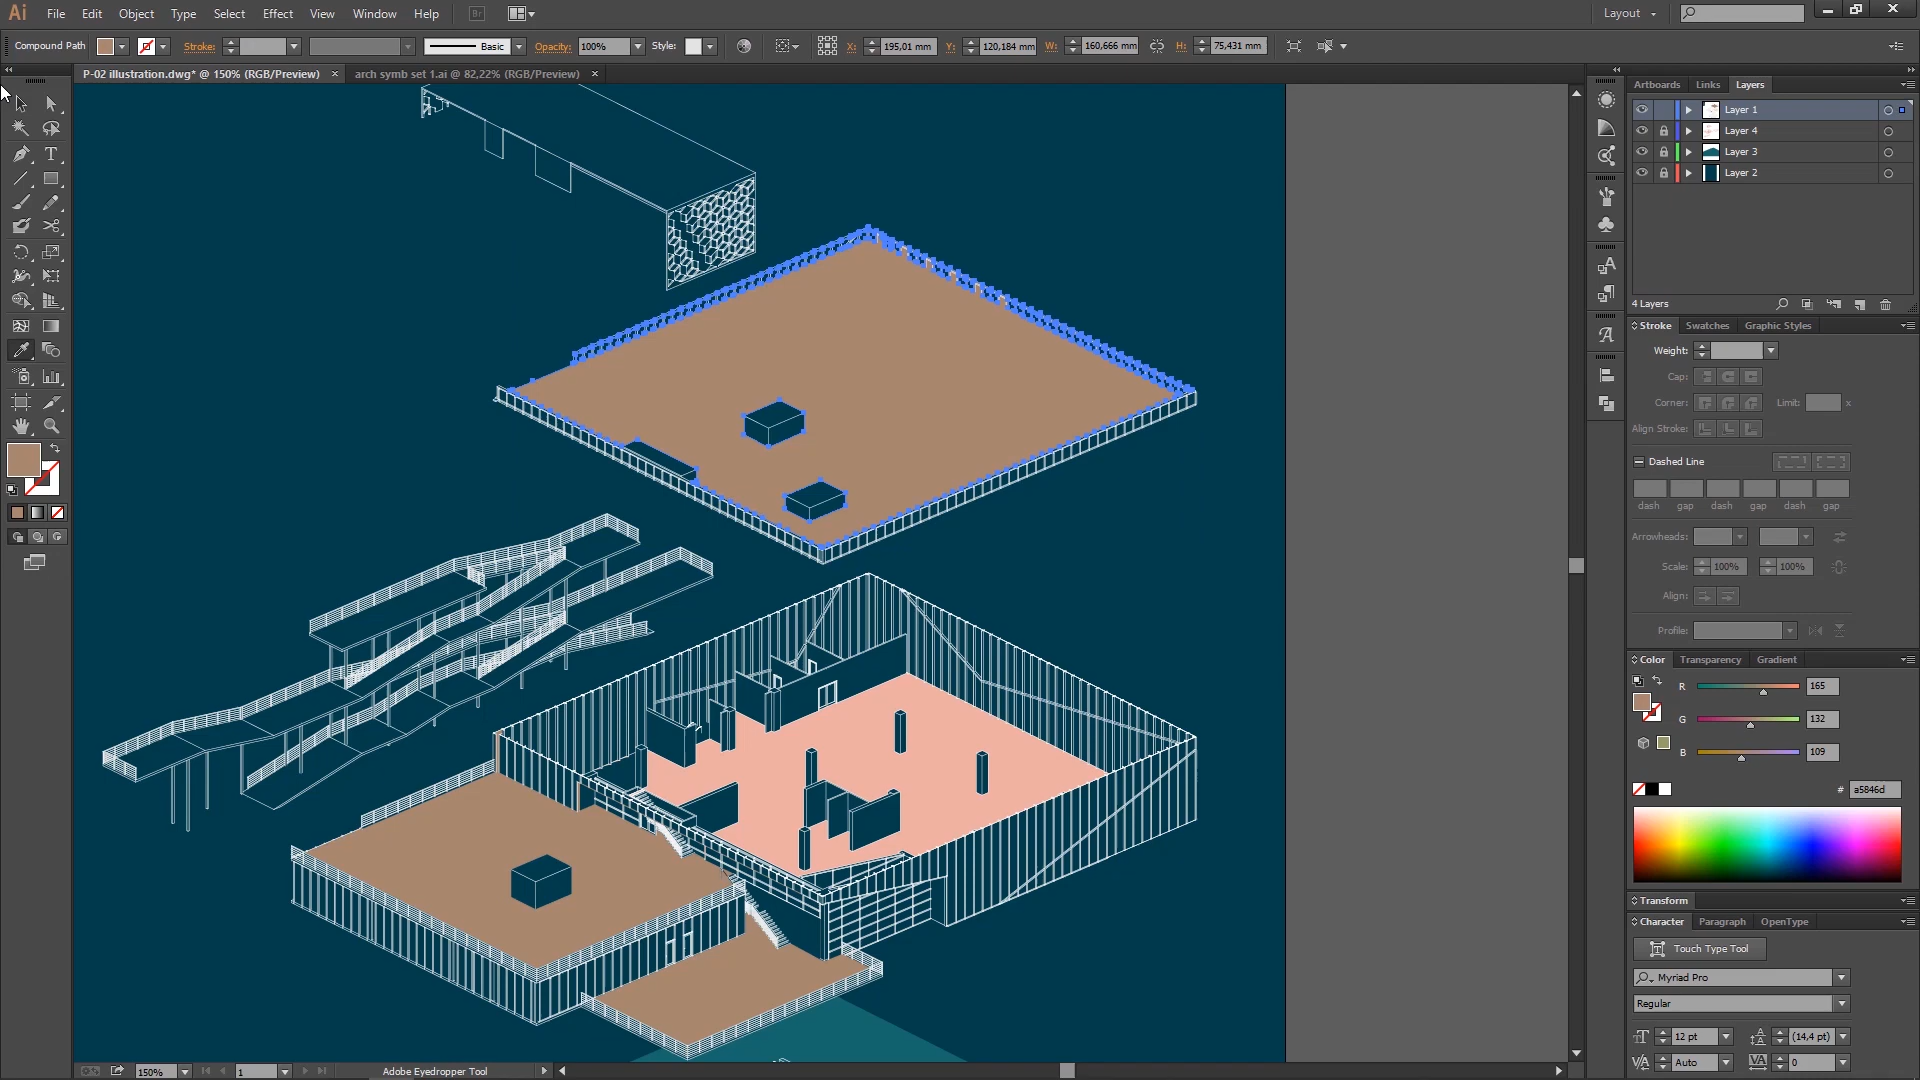 Ai File Edit Object Type Select Effect View Window Help Br Layout
Compound Path Stroke: Basic Opacity: 100% Style: X: 195,01 mm Y: 120,184 mm W: 160,666 mm H: 75,431 mm
P-02 illustration.dwg* @ 150% (RGB/Preview) × arch symb set 1.ai @ 82,22% (RGB/Preview) ×
Artboards Links Layers
Layer 1
Layer 4
Layer 3
Layer 2
4 Layers
Stroke Swatches Graphic Styles
Weight:
Cap:
Corner: Limit: x
Align Stroke:
Dashed Line
dash gap dash gap dash gap
Arrowheads:
Scale: 100% 100%
Align:
Profile:
Color Transparency Gradient
R 165
G 132
B 109
# a5846d
Transform
Character Paragraph OpenType
Touch Type Tool
Myriad Pro
Regular
12 pt (14,4 pt)
Auto 0
150% 1 Adobe Eyedropper Tool